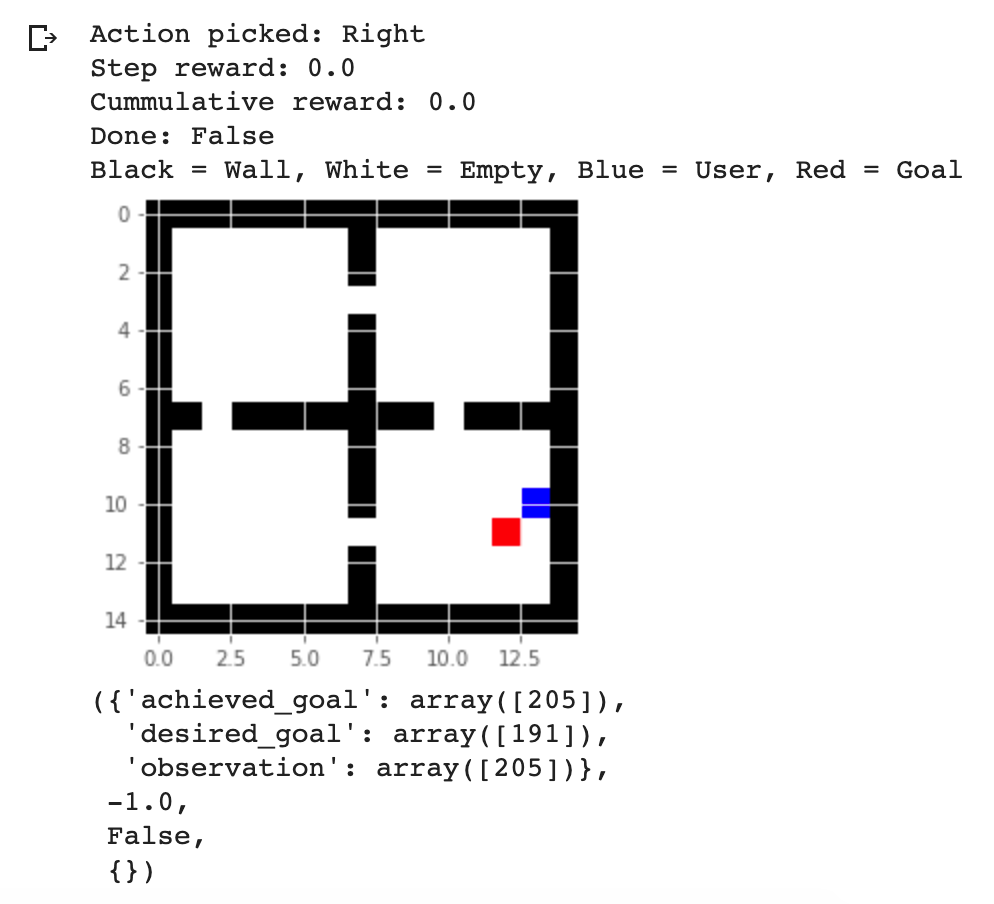 Action picked: Right
Step reward: 0.0
Cummulative reward: 0.0
Done: False
Black = Wall, White = Empty, Blue = User, Red = Goal
0
2
4
6
8
10
12
14
0.0 2.5 5.0 7.5 10.0 12.5
({'achieved_goal': array([205]),
'desired_goal': array([191]),
'observation': array([205])},
-1.0,
False,
{})